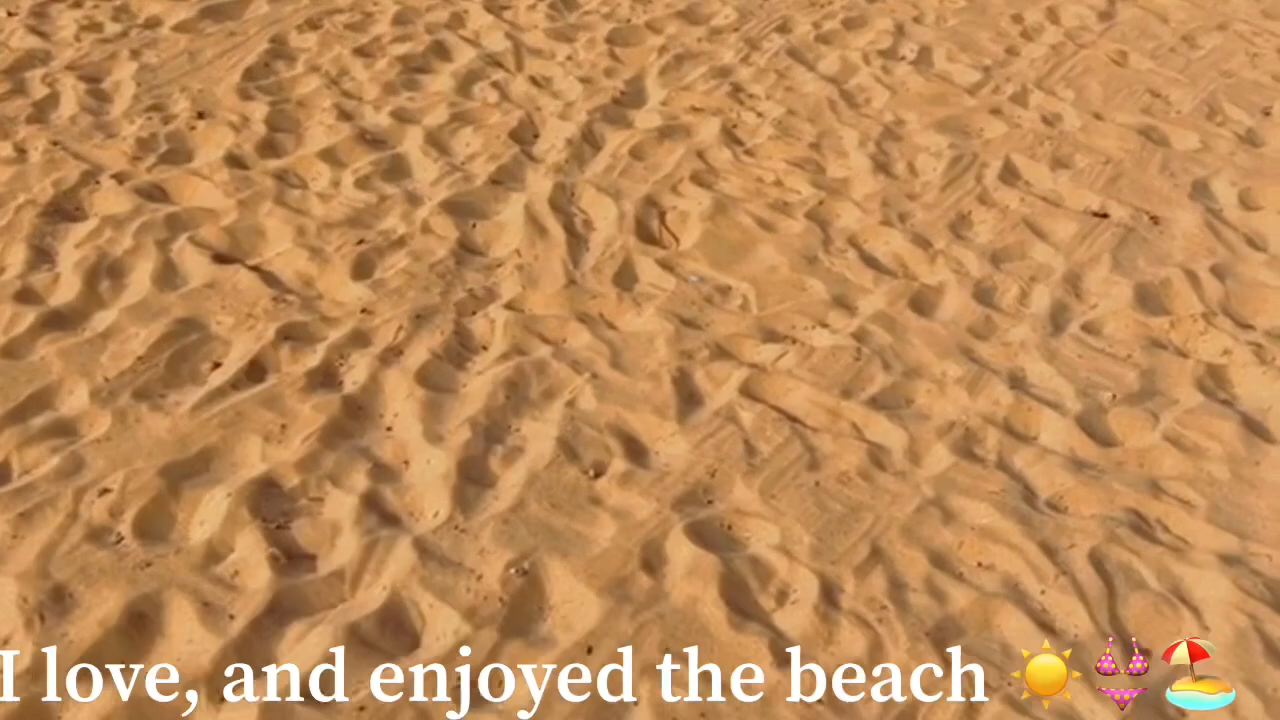 I love, and enjoyed the beach ☀️👙🏖️